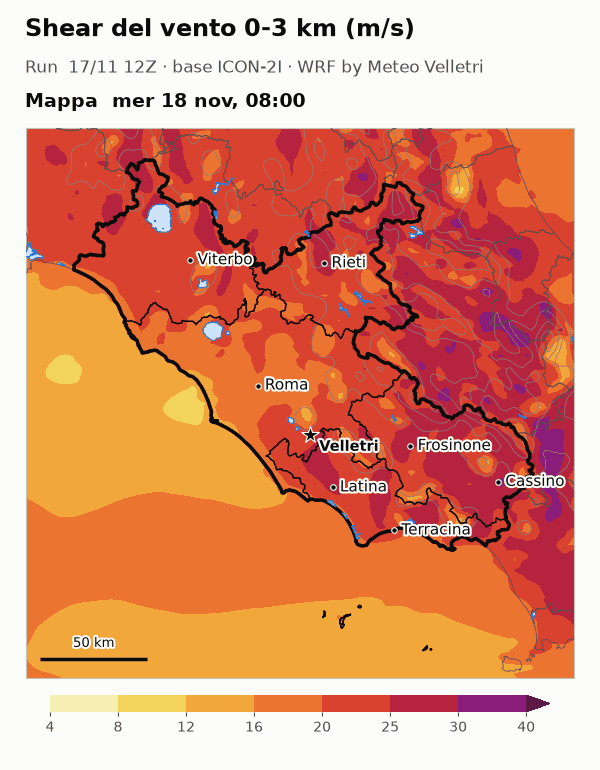 Shear del vento 0-3 km (m/s)
Run  17/11 12Z · base ICON-2I · WRF by Meteo Velletri
Mappa  mer 18 nov, 08:00
Viterbo
Rieti
Roma
Velletri
Frosinone
Cassino
Latina
Terracina
50 km
4 8 12 16 20 25 30 40